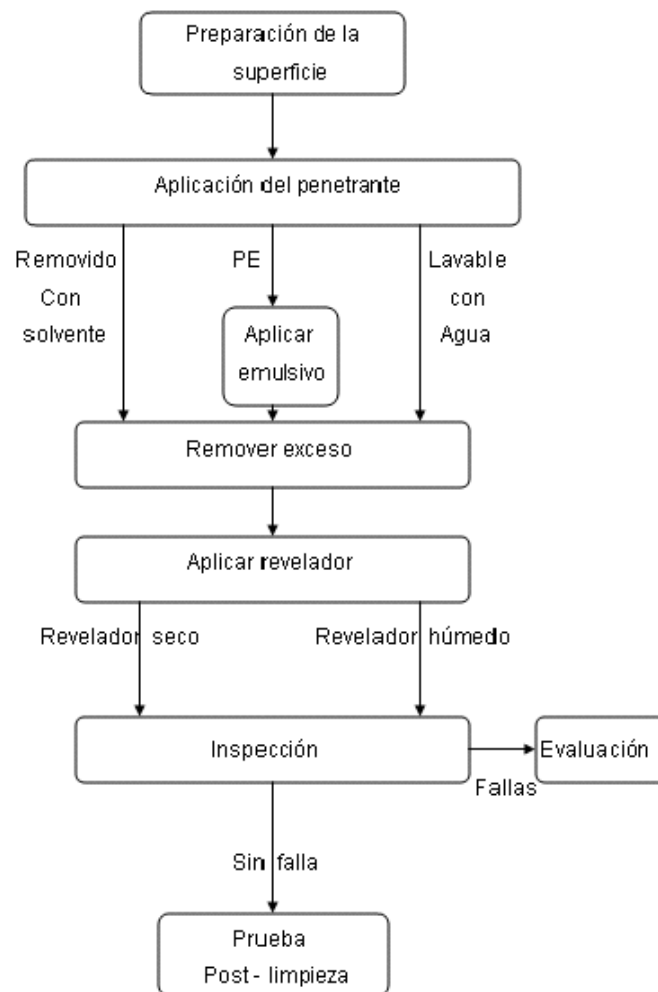 Preparación de la
superficie
Aplicación del penetrante
Removido
Con
solvente
PE
Lavable
con
Agua
Aplicar
emulsivo
Remover exceso
Aplicar revelador
Revelador seco
Revelador húmedo
Inspección
Evaluación
Fallas
Sin falla
Prueba
Post - limpieza